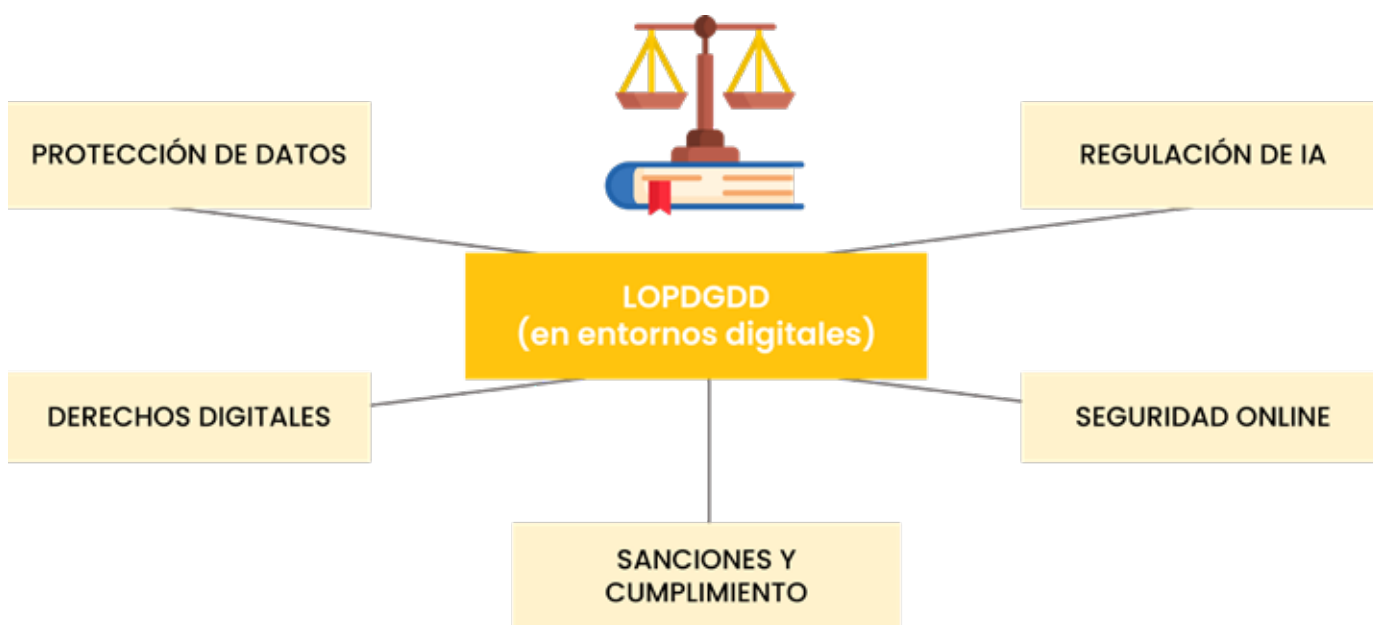 PROTECCIÓN DE DATOS
REGULACIÓN DE IA
LOPDGDD
(en entornos digitales)
DERECHOS DIGITALES
SEGURIDAD ONLINE
SANCIONES Y
CUMPLIMIENTO